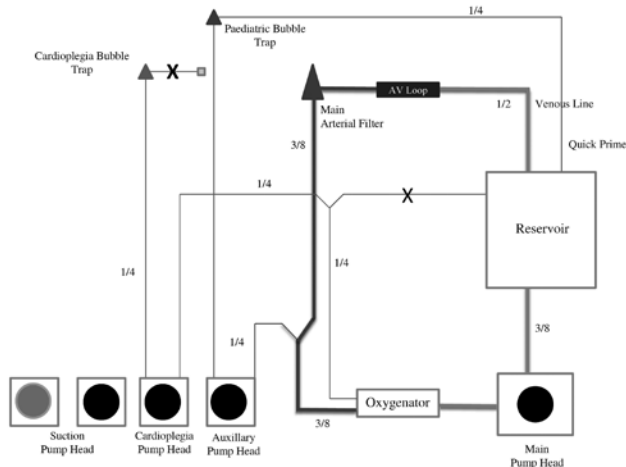 1/4
Paediatric Bubble
Trap
Cardioplegia Bubble
Trap
X
AV Loop
1/2
Venous Line
Main
Arterial Filter
3/8
Quick Prime
1/4
X
Reservoir
1/4
1/4
1/4
3/8
Oxygenator
3/8
Suction
Pump Head
Cardioplegia
Pump Head
Auxillary
Pump Head
Main
Pump Head